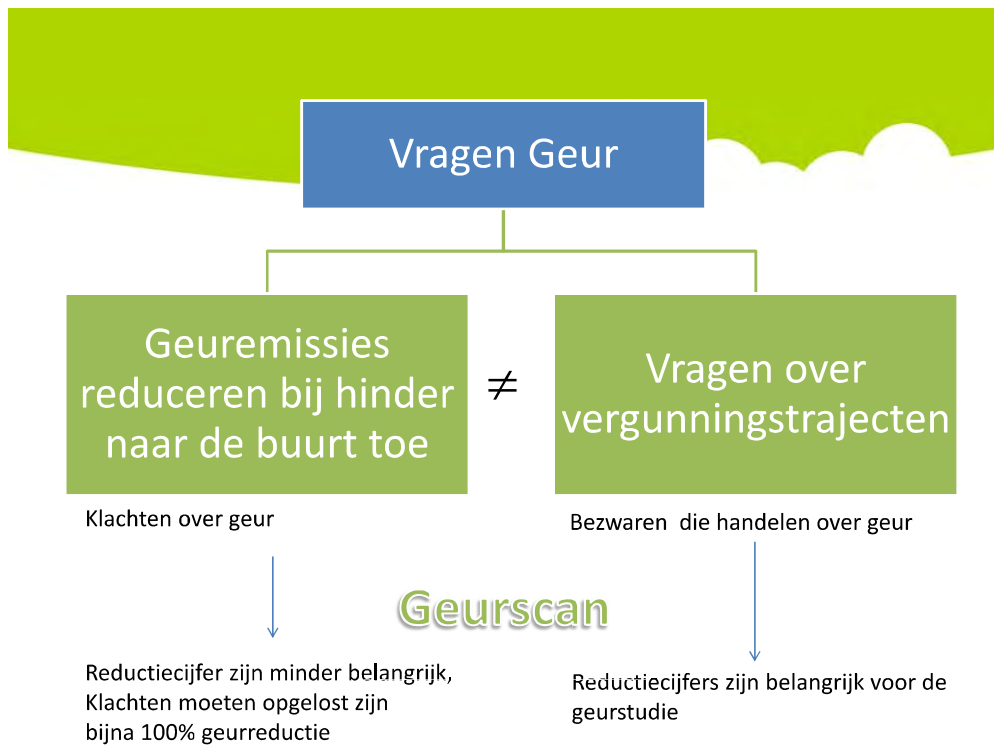 Vragen Geur
Geuremissies
reduceren bij hinder
naar de buurt toe
≠
Vragen over
vergunningstrajecten
Klachten over geur
Bezwaren die handelen over geur
Geurscan
Reductiecijfer zijn minder belangrijk,
Klachten moeten opgelost zijn
bijna 100% geurreductie
Reductiecijfers zijn belangrijk voor de
geurstudie